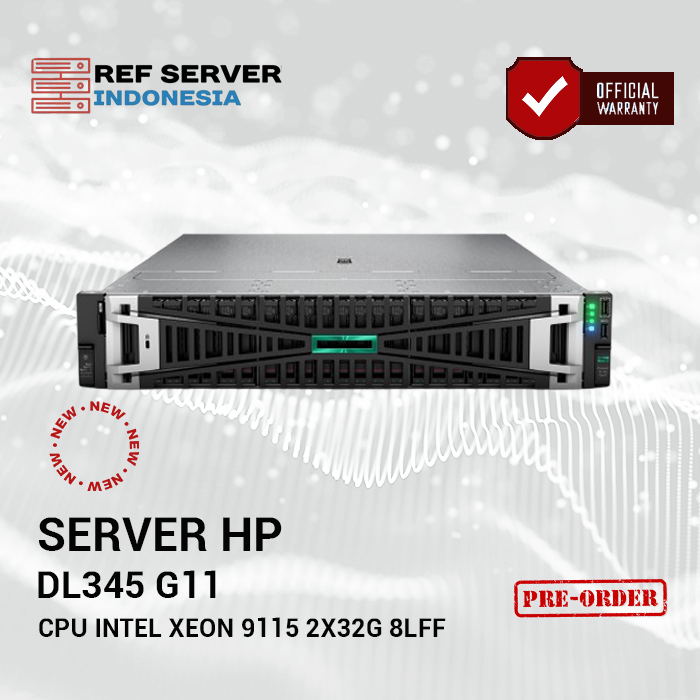 REF SERVER
INDONESIA
OFFICIAL
WARRANTY
NEW • NEW • NEW • NEW • NEW •
SERVER HP
DL345 G11
PRE-ORDER
CPU INTEL XEON 9115 2X32G 8LFF